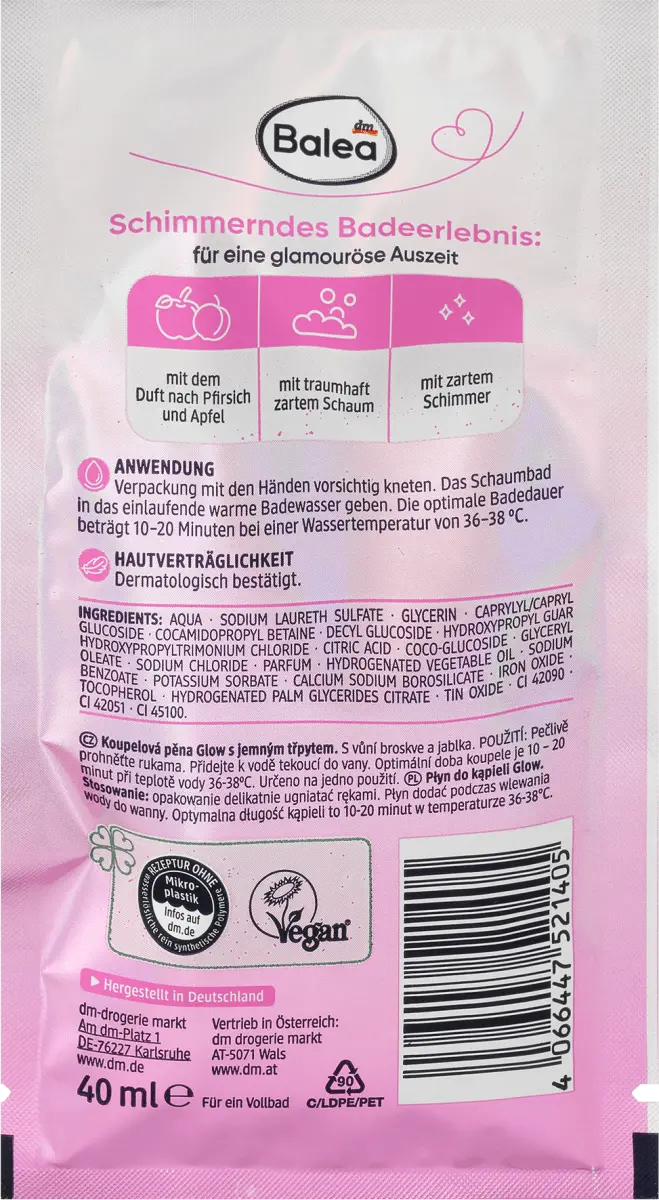 dm
Balea
Schimmerndes Badeerlebnis:
für eine glamouröse Auszeit
mit dem
Duft nach Pfirsich
und Apfel
mit traumhaft
zartem Schaum
mit zartem
Schimmer
ANWENDUNG
Verpackung mit den Händen vorsichtig kneten. Das Schaumbad
in das einlaufende warme Badewasser geben. Die optimale Badedauer
beträgt 10–20 Minuten bei einer Wassertemperatur von 36–38 °C.
HAUTVERTRÄGLICHKEIT
Dermatologisch bestätigt.
INGREDIENTS: AQUA · SODIUM LAURETH SULFATE · GLYCERIN · CAPRYLYL/CAPRYL
GLUCOSIDE · COCAMIDOPROPYL BETAINE · DECYL GLUCOSIDE · HYDROXYPROPYL GUAR
HYDROXYPROPYLTRIMONIUM CHLORIDE · CITRIC ACID · COCO-GLUCOSIDE · GLYCERYL
OLEATE · SODIUM CHLORIDE · PARFUM · HYDROGENATED VEGETABLE OIL · SODIUM
BENZOATE · POTASSIUM SORBATE · CALCIUM SODIUM BOROSILICATE · IRON OXIDE ·
TOCOPHEROL · HYDROGENATED PALM GLYCERIDES CITRATE · TIN OXIDE · CI 42090 ·
CI 42051 · CI 45100.
CZ Koupelová pěna Glow s jemným třpytem. S vůní broskve a jablka. POUŽITÍ: Pečlivě
prohněťte rukama. Přidejte k vodě tekoucí do vany. Optimální doba koupele je 10 – 20
minut při teplotě vody 36-38°C. Určeno na jedno použití. PL Płyn do kąpieli Glow.
Stosowanie: opakowanie delikatnie ugniatać rękami. Płyn dodać podczas wlewania
wody do wanny. Optymalna długość kąpieli to 10-20 minut w temperaturze 36-38°C.
REZEPTUR OHNE
Mikro-
plastik
Infos auf
dm.de
wasserlösliche rein synthetische Polymere
Vegan
Hergestellt in Deutschland
dm-drogerie markt
Am dm-Platz 1
DE-76227 Karlsruhe
www.dm.de
Vertrieb in Österreich:
dm drogerie markt
AT-5071 Wals
www.dm.at
40 ml e
Für ein Vollbad
90
C/LDPE/PET
4 066447 521405